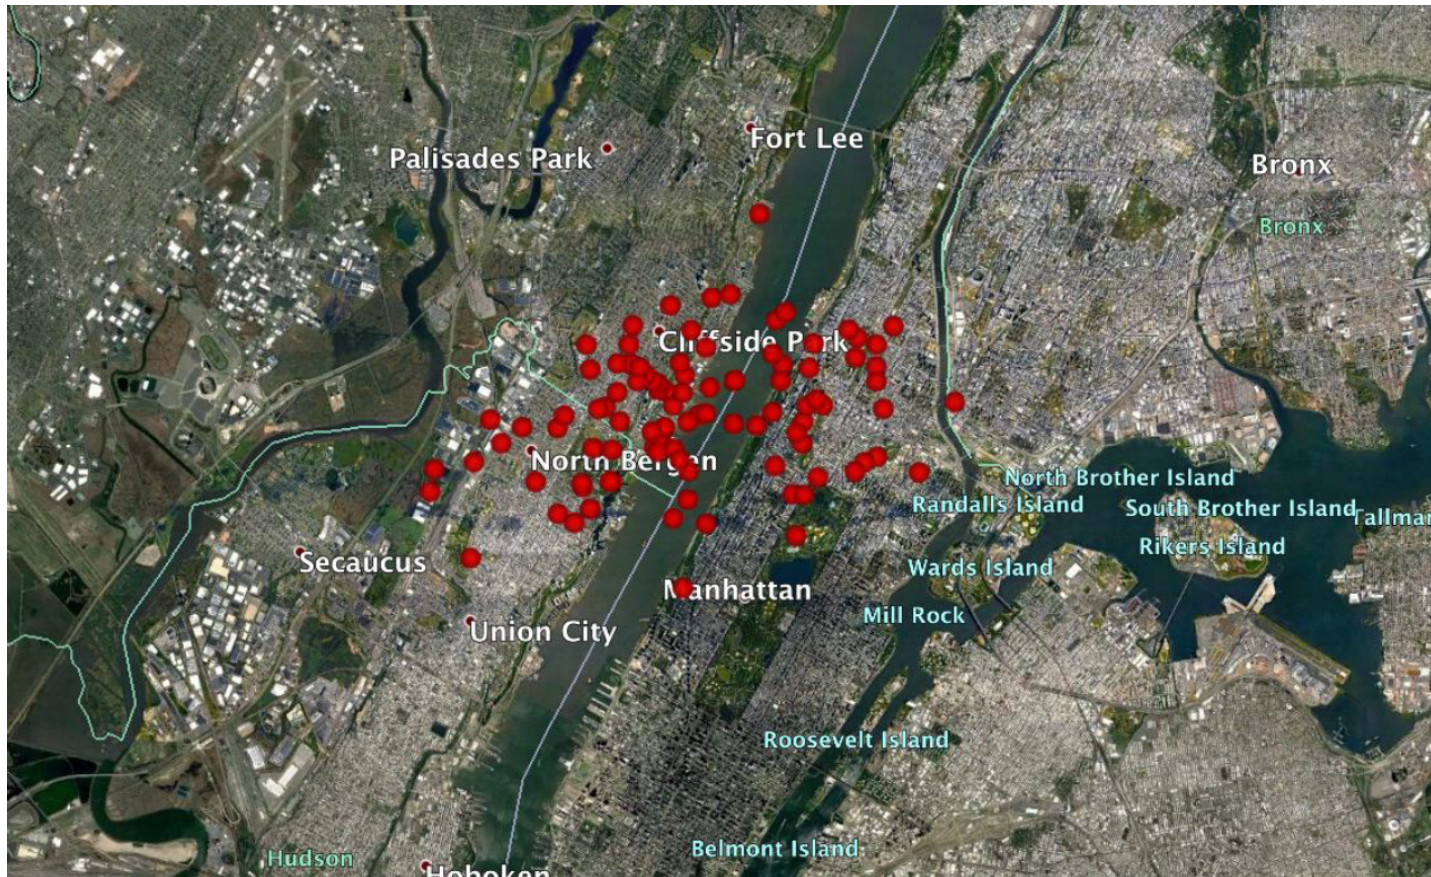 Fort Lee
Palisades Park
Bronx
Bronx
Cliffside Park
North Bergen
North Brother Island
Randalls Island
South Brother Island
Tallmar
Rikers Island
Secaucus
Wards Island
Manhattan
Mill Rock
Union City
Roosevelt Island
Belmont Island
Hudson
Hoboken